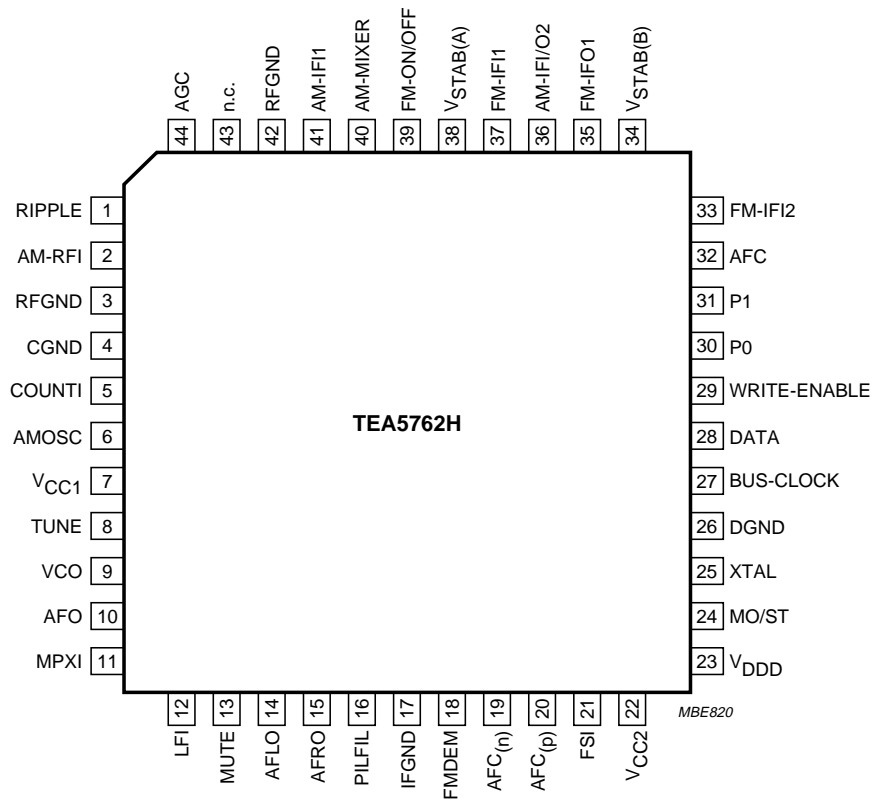 44 AGC
43 n.c.
42 RFGND
41 AM-IFI1
40 AM-MIXER
39 FM-ON/OFF
38 VSTAB(A)
37 FM-IFI1
36 AM-IFI/O2
35 FM-IFO1
34 VSTAB(B)
RIPPLE 1
AM-RFI 2
RFGND 3
CGND 4
COUNTI 5
AMOSC 6
VCC1 7
TUNE 8
VCO 9
AFO 10
MPXI 11
TEA5762H
33 FM-IFI2
32 AFC
31 P1
30 P0
29 WRITE-ENABLE
28 DATA
27 BUS-CLOCK
26 DGND
25 XTAL
24 MO/ST
23 VDDD
LFI 12
MUTE 13
AFLO 14
AFRO 15
PILFIL 16
IFGND 17
FMDEM 18
AFC(n) 19
AFC(p) 20
FSI 21
VCC2 22
MBE820